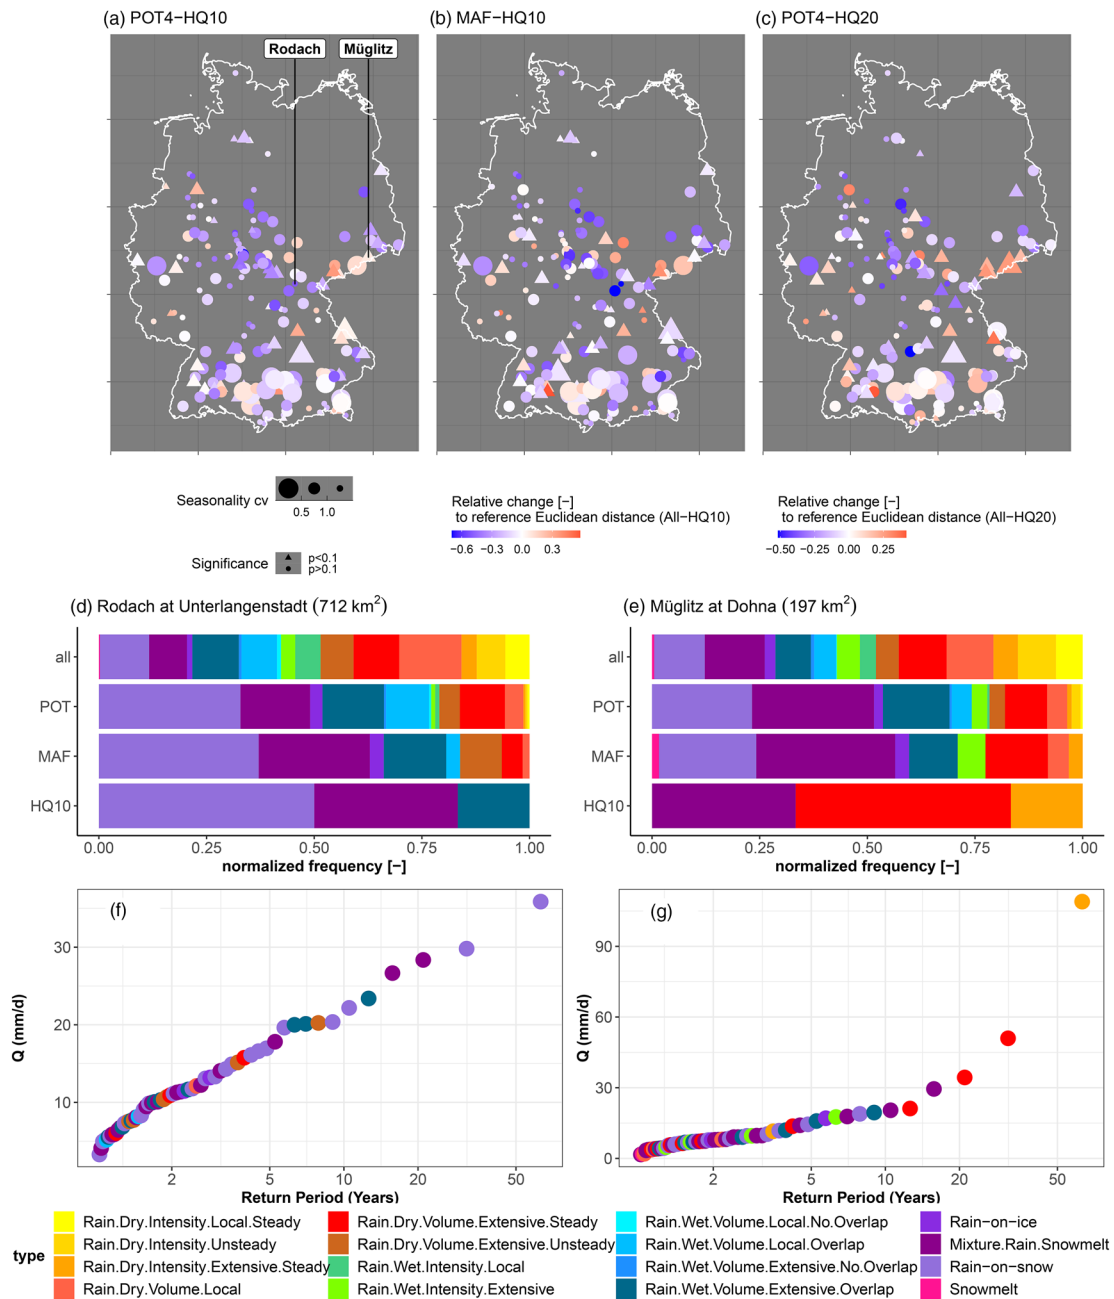 (a) POT4−HQ10
(b) MAF−HQ10
(c) POT4−HQ20
Rodach
Müglitz
Seasonality cv
0.5 1.0
Significance
p<0.1
p>0.1
Relative change [−]
to reference Euclidean distance (All−HQ10)
−0.6 −0.3 0.0 0.3
Relative change [−]
to reference Euclidean distance (All−HQ20)
−0.50 −0.25 0.00 0.25
(d) Rodach at Unterlangenstadt (712 km²)
all
POT
MAF
HQ10
0.00 0.25 0.50 0.75 1.00
normalized frequency [−]
(e) Müglitz at Dohna (197 km²)
all
POT
MAF
HQ10
0.00 0.25 0.50 0.75 1.00
normalized frequency [−]
(f)
Q (mm/d)
30
20
10
2 5 10 20 50
Return Period (Years)
(g)
Q (mm/d)
90
60
30
0
2 5 10 20 50
Return Period (Years)
type
Rain.Dry.Intensity.Local.Steady
Rain.Dry.Intensity.Unsteady
Rain.Dry.Intensity.Extensive.Steady
Rain.Dry.Volume.Local
Rain.Dry.Volume.Extensive.Steady
Rain.Dry.Volume.Extensive.Unsteady
Rain.Wet.Intensity.Local
Rain.Wet.Intensity.Extensive
Rain.Wet.Volume.Local.No.Overlap
Rain.Wet.Volume.Local.Overlap
Rain.Wet.Volume.Extensive.No.Overlap
Rain.Wet.Volume.Extensive.Overlap
Rain−on−ice
Mixture.Rain.Snowmelt
Rain−on−snow
Snowmelt